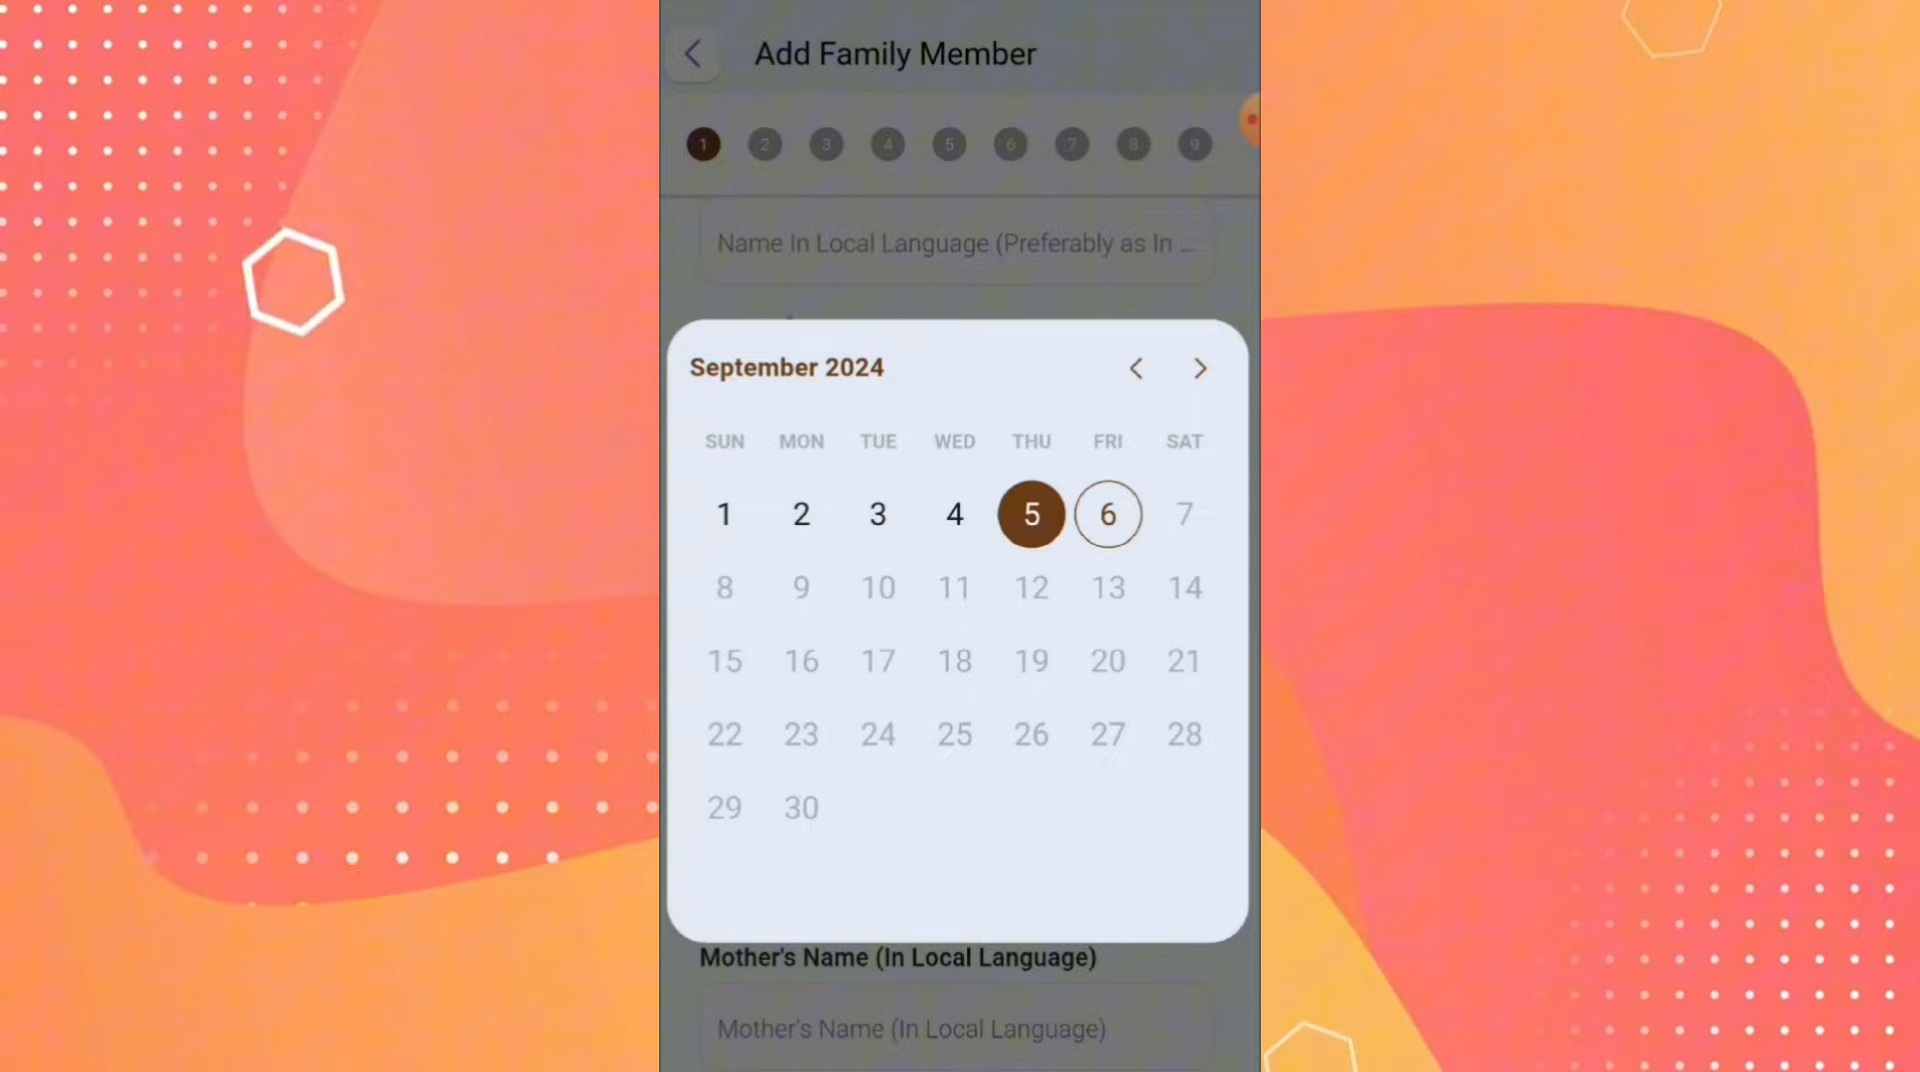 Add Family Member
1 2 3 4 5 6 7 8 9
Name In Local Language (Preferably as In ...
September 2024
SUN MON TUE WED THU FRI SAT
1 2 3 4 5 6 7
8 9 10 11 12 13 14
15 16 17 18 19 20 21
22 23 24 25 26 27 28
29 30
Mother's Name (In Local Language)
Mother's Name (In Local Language)